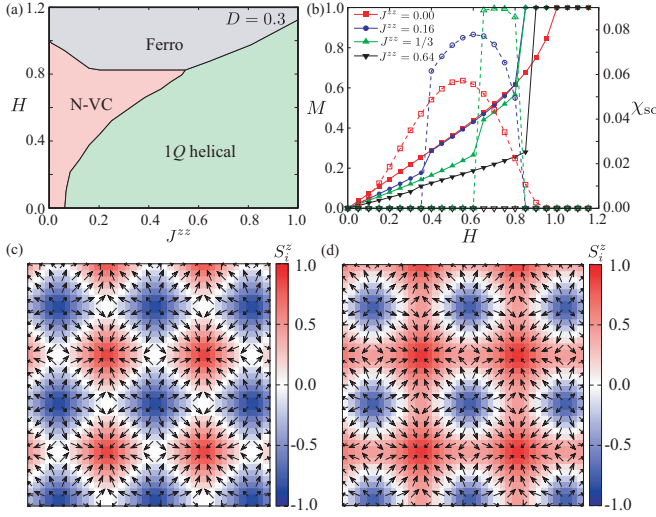 (a)
D = 0.3
Ferro
N-VC
1Q helical
H
1.2
0.8
0.4
0.0
0.0 0.2 0.4 0.6 0.8 1.0
J^{zz}
(b)
J^{zz} = 0.00
J^{zz} = 0.16
J^{zz} = 1/3
J^{zz} = 0.64
M
1.0
0.8
0.6
0.4
0.2
0.0
0.0 0.2 0.4 0.6 0.8 1.0 1.2
H
0.08
0.06
0.04
0.02
0.00
χ_{sc}
(c)
S_i^z
1.0
0.5
0.0
-0.5
-1.0
(d)
S_i^z
1.0
0.5
0.0
-0.5
-1.0